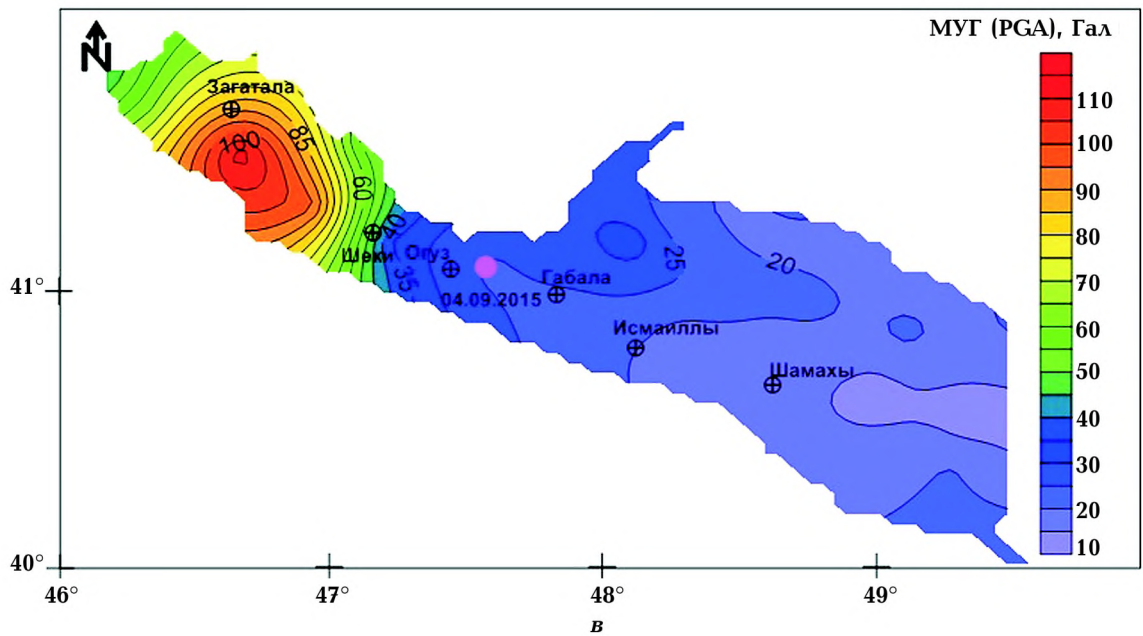 МУГ (PGA), Гал
N
Загатала
100
85
60
40
Шеки
Огуз
35
04.09.2015
Габала
25
20
Исмаиллы
Шамахы
110
100
90
80
70
60
50
40
30
20
10
41°
40°
46°
47°
48°
49°
в